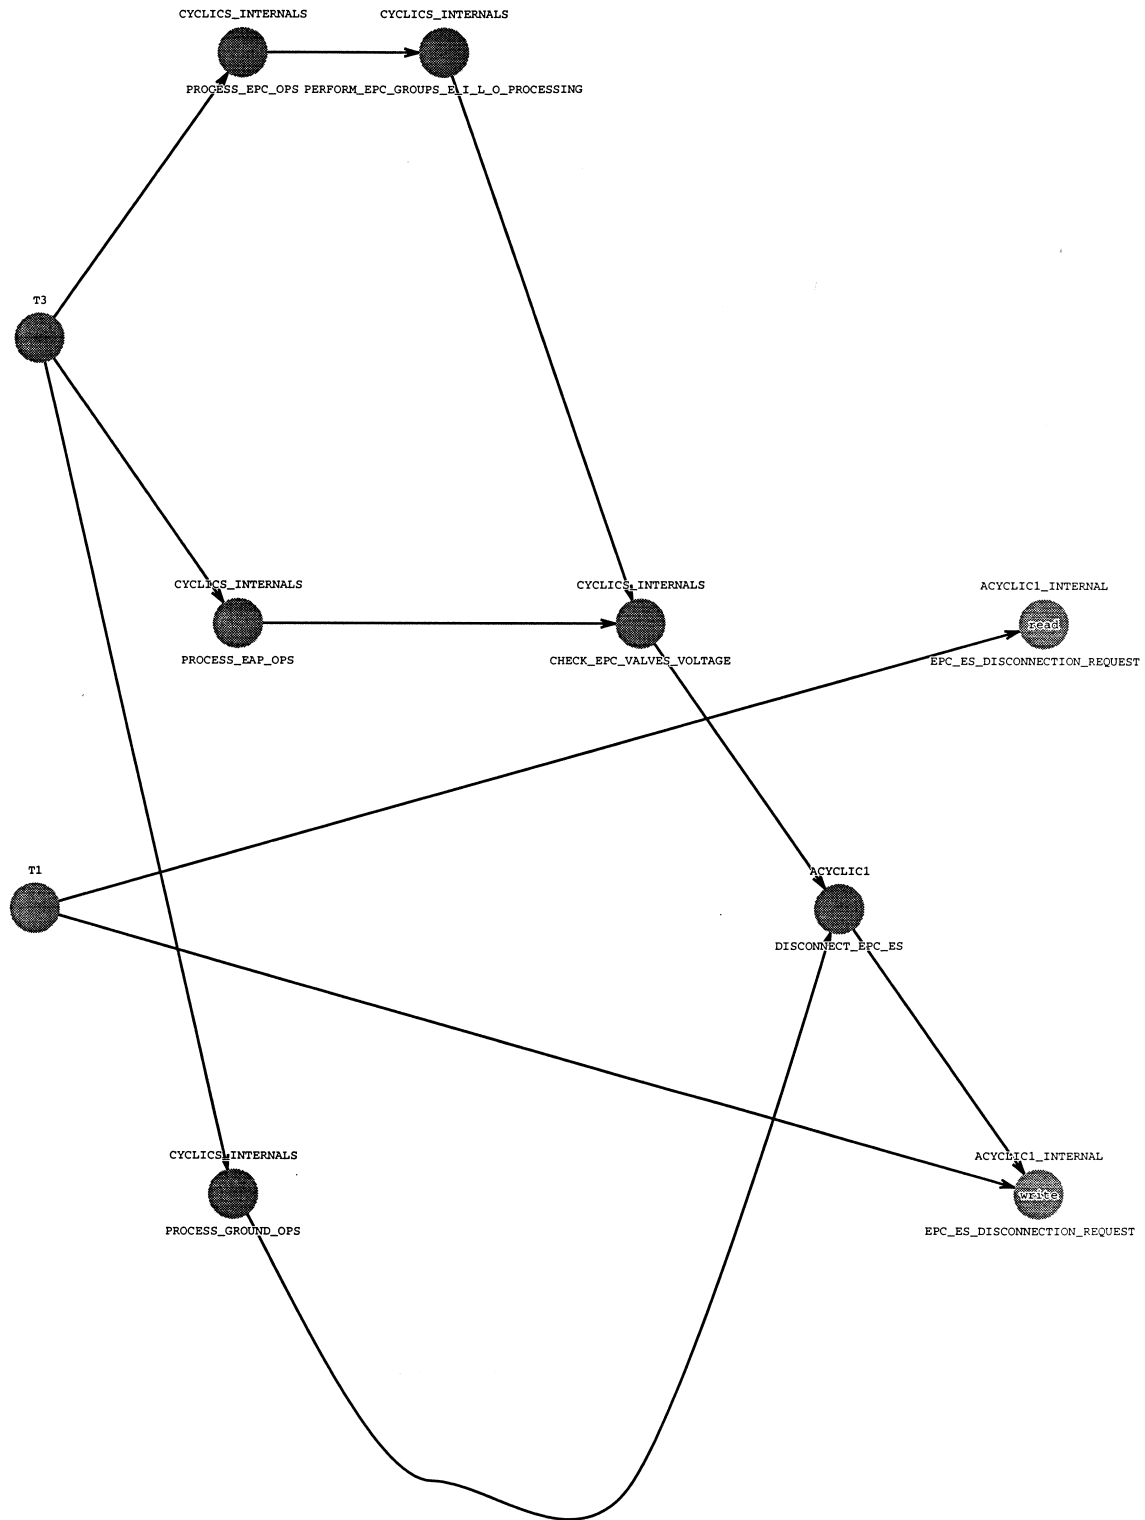 CYCLICS_INTERNALS
CYCLICS_INTERNALS
PROCESS_EPC_OPS
PERFORM_EPC_GROUPS_E_I_L_O_PROCESSING
T3
CYCLICS_INTERNALS
CYCLICS_INTERNALS
ACYCLIC1_INTERNAL
read
PROCESS_EAP_OPS
CHECK_EPC_VALVES_VOLTAGE
EPC_ES_DISCONNECTION_REQUEST
T1
ACYCLIC1
DISCONNECT_EPC_ES
CYCLICS_INTERNALS
ACYCLIC1_INTERNAL
write
PROCESS_GROUND_OPS
EPC_ES_DISCONNECTION_REQUEST